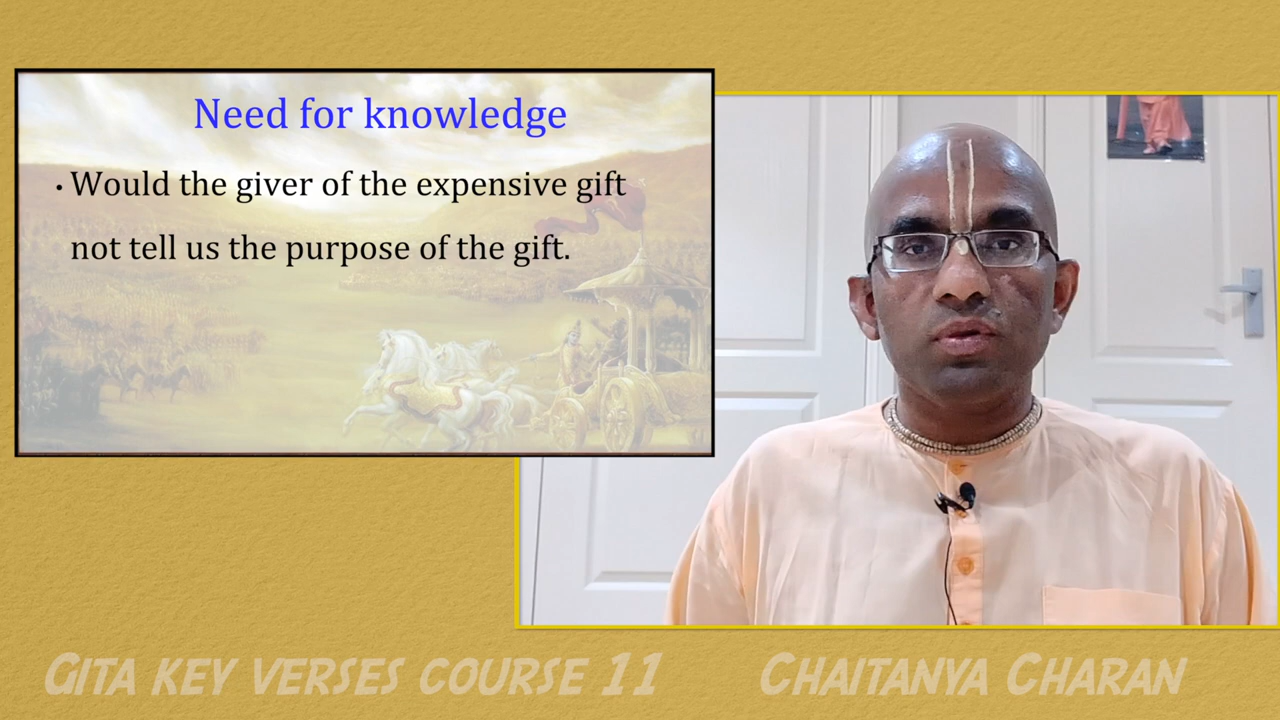 Need for knowledge
• Would the giver of the expensive gift
not tell us the purpose of the gift.
GITA KEY VERSES COURSE 11
CHAITANYA CHARAN